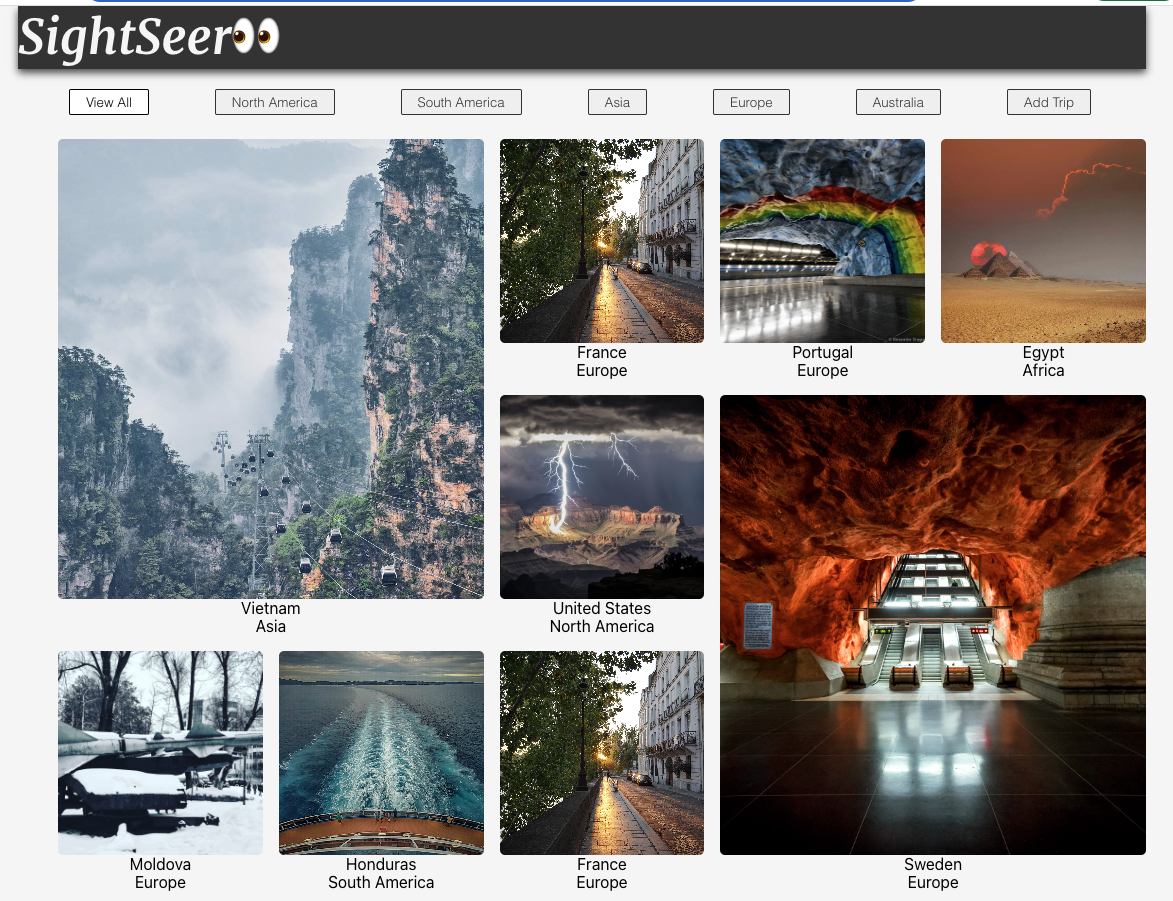 SightSeer👀
View All
North America
South America
Asia
Europe
Australia
Add Trip
France
Europe
Portugal
Europe
Egypt
Africa
Vietnam
Asia
United States
North America
Moldova
Europe
Honduras
South America
France
Europe
Sweden
Europe